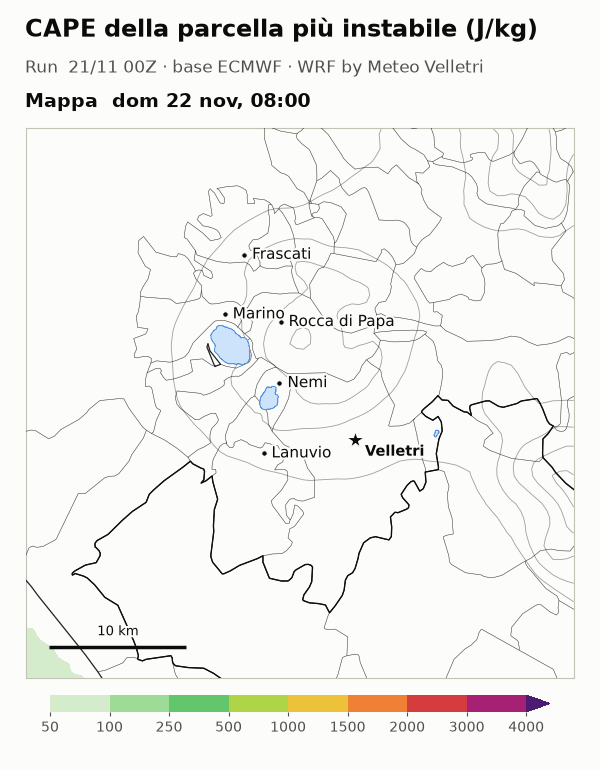 CAPE della parcella più instabile (J/kg)
Run  21/11 00Z · base ECMWF · WRF by Meteo Velletri
Mappa  dom 22 nov, 08:00
Frascati
Marino
Rocca di Papa
Nemi
Velletri
Lanuvio
10 km
50 100 250 500 1000 1500 2000 3000 4000